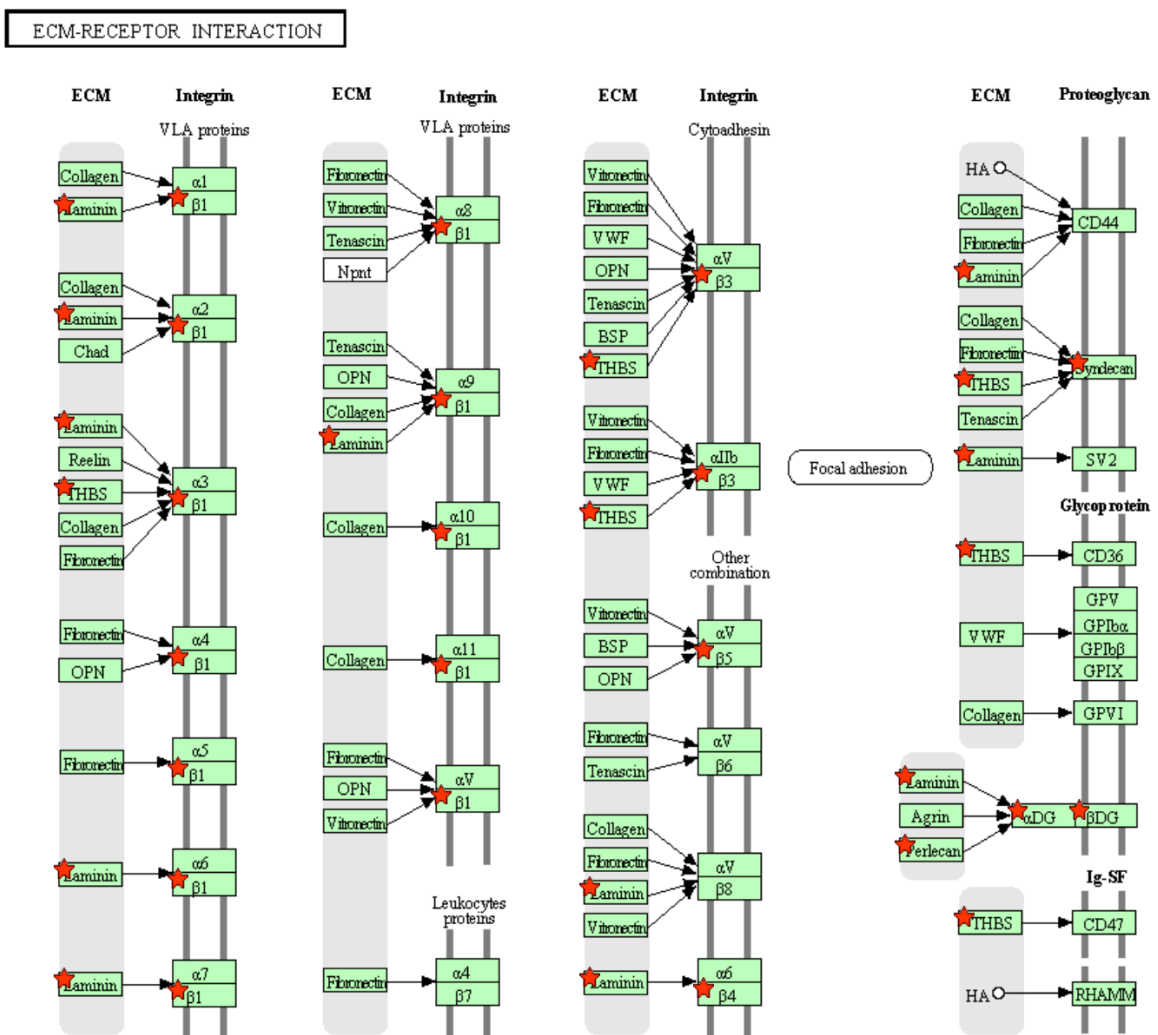 ECM-RECEPTOR INTERACTION
ECM
Integrin
VLA proteins
Collagen
Laminin
α1
β1
Collagen
Laminin
Chad
α2
β1
Laminin
Reelin
THBS
Collagen
Fibronectin
α3
β1
Fibronectin
OPN
α4
β1
Fibronectin
α5
β1
Laminin
α6
β1
Laminin
α7
β1
ECM
Integrin
VLA proteins
Fibronectin
Vitronectin
Tenascin
Npnt
α8
β1
Tenascin
OPN
Collagen
Laminin
α9
β1
Collagen
α10
β1
Collagen
α11
β1
Fibronectin
OPN
Vitronectin
αV
β1
Leukocytes
proteins
Fibronectin
α4
β7
ECM
Integrin
Cytoadhesin
Vitronectin
Fibronectin
VWF
OPN
Tenascin
BSP
THBS
αV
β3
Vitronectin
Fibronectin
VWF
THBS
αIIb
β3
Other
combination
Vitronectin
BSP
OPN
αV
β5
Fibronectin
Tenascin
αV
β6
Collagen
Fibronectin
Laminin
Vitronectin
αV
β8
Laminin
α6
β4
Focal adhesion
ECM
Proteoglycan
HA
Collagen
Fibronectin
Laminin
CD44
Collagen
Fibronectin
THBS
Tenascin
Syndecan
Laminin
SV2
Glycoprotein
THBS
CD36
VWF
GPV
GPIbα
GPIbβ
GPIX
Collagen
GPVI
Laminin
Agrin
Perlecan
αDG
βDG
Ig-SF
THBS
CD47
HA
RHAMM